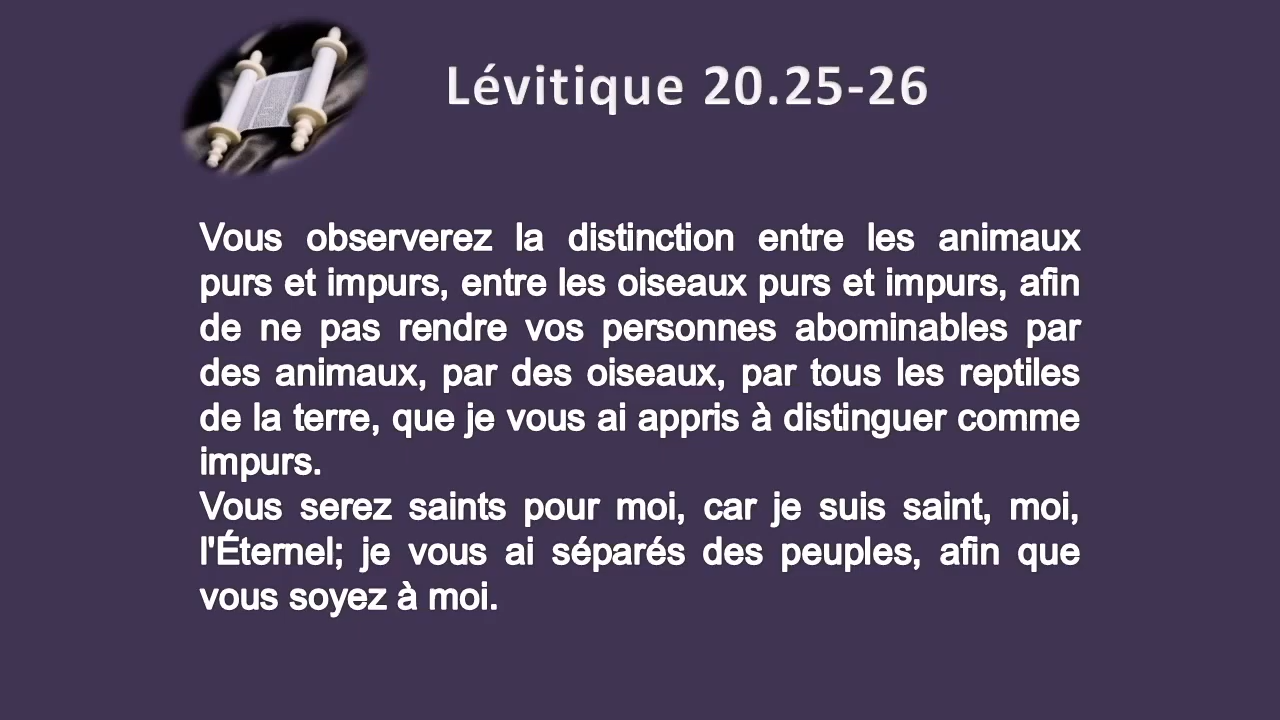 Lévitique 20.25-26
Vous observerez la distinction entre les animaux
purs et impurs, entre les oiseaux purs et impurs, afin
de ne pas rendre vos personnes abominables par
des animaux, par des oiseaux, par tous les reptiles
de la terre, que je vous ai appris à distinguer comme
impurs.
Vous serez saints pour moi, car je suis saint, moi,
l'Éternel; je vous ai séparés des peuples, afin que
vous soyez à moi.